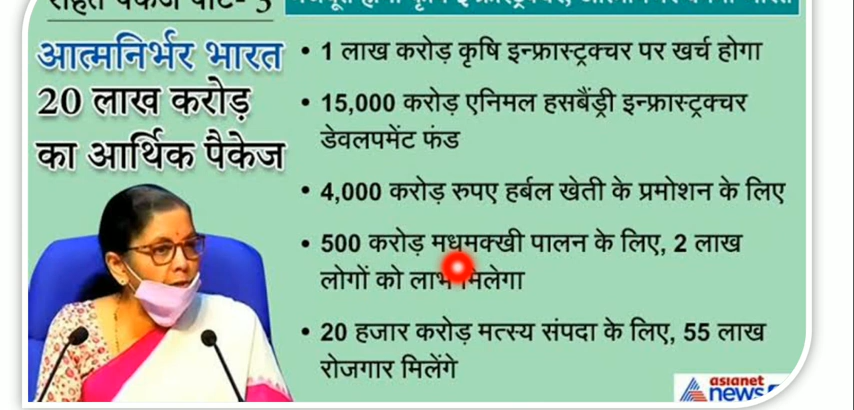 राहत पैकेज पार्ट- 3
आत्मनिर्भर भारत
20 लाख करोड़
का आर्थिक पैकेज
• 1 लाख करोड़ कृषि इन्फ्रास्ट्रक्चर पर खर्च होगा
• 15,000 करोड़ एनिमल हसबैंड्री इन्फ्रास्ट्रक्चर
डेवलपमेंट फंड
• 4,000 करोड़ रुपए हर्बल खेती के प्रमोशन के लिए
• 500 करोड़ मधुमक्खी पालन के लिए, 2 लाख
लोगों को लाभ मिलेगा
• 20 हजार करोड़ मत्स्य संपदा के लिए, 55 लाख
रोजगार मिलेंगे
asianet
news